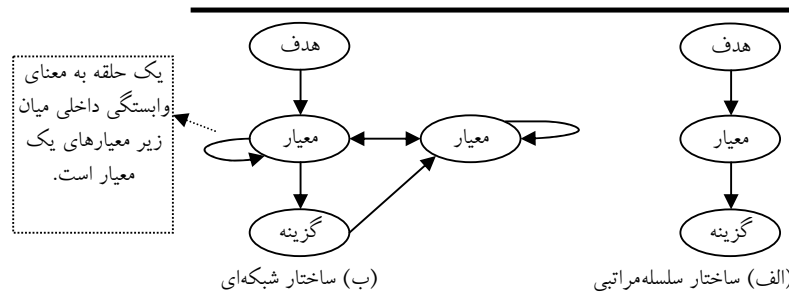 هدف
معیار
گزینه
(الف) ساختار سلسله‌مراتبی
هدف
معیار
معیار
گزینه
(ب) ساختار شبکه‌ای
یک حلقه به معنای
وابستگی داخلی میان
زیر معیارهای یک
معیار است.